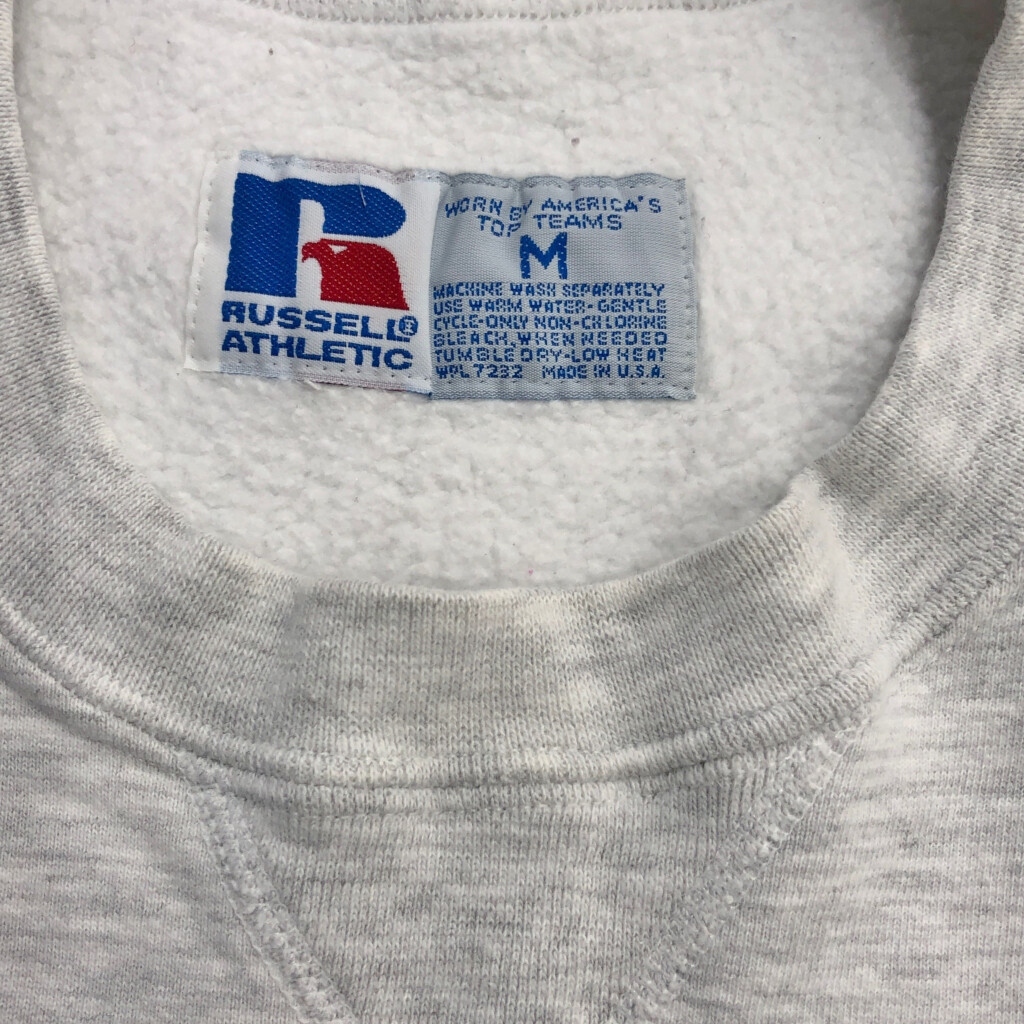 RUSSELL®
ATHLETIC
WORN BY AMERICA'S
TOP TEAMS
M
MACHINE WASH SEPARATELY
USE WARM WATER-GENTLE
CYCLE-ONLY NON-CHLORINE
BLEACH, WHEN NEEDED
TUMBLE DRY-LOW HEAT
WPL 7232 MADE IN U.S.A.